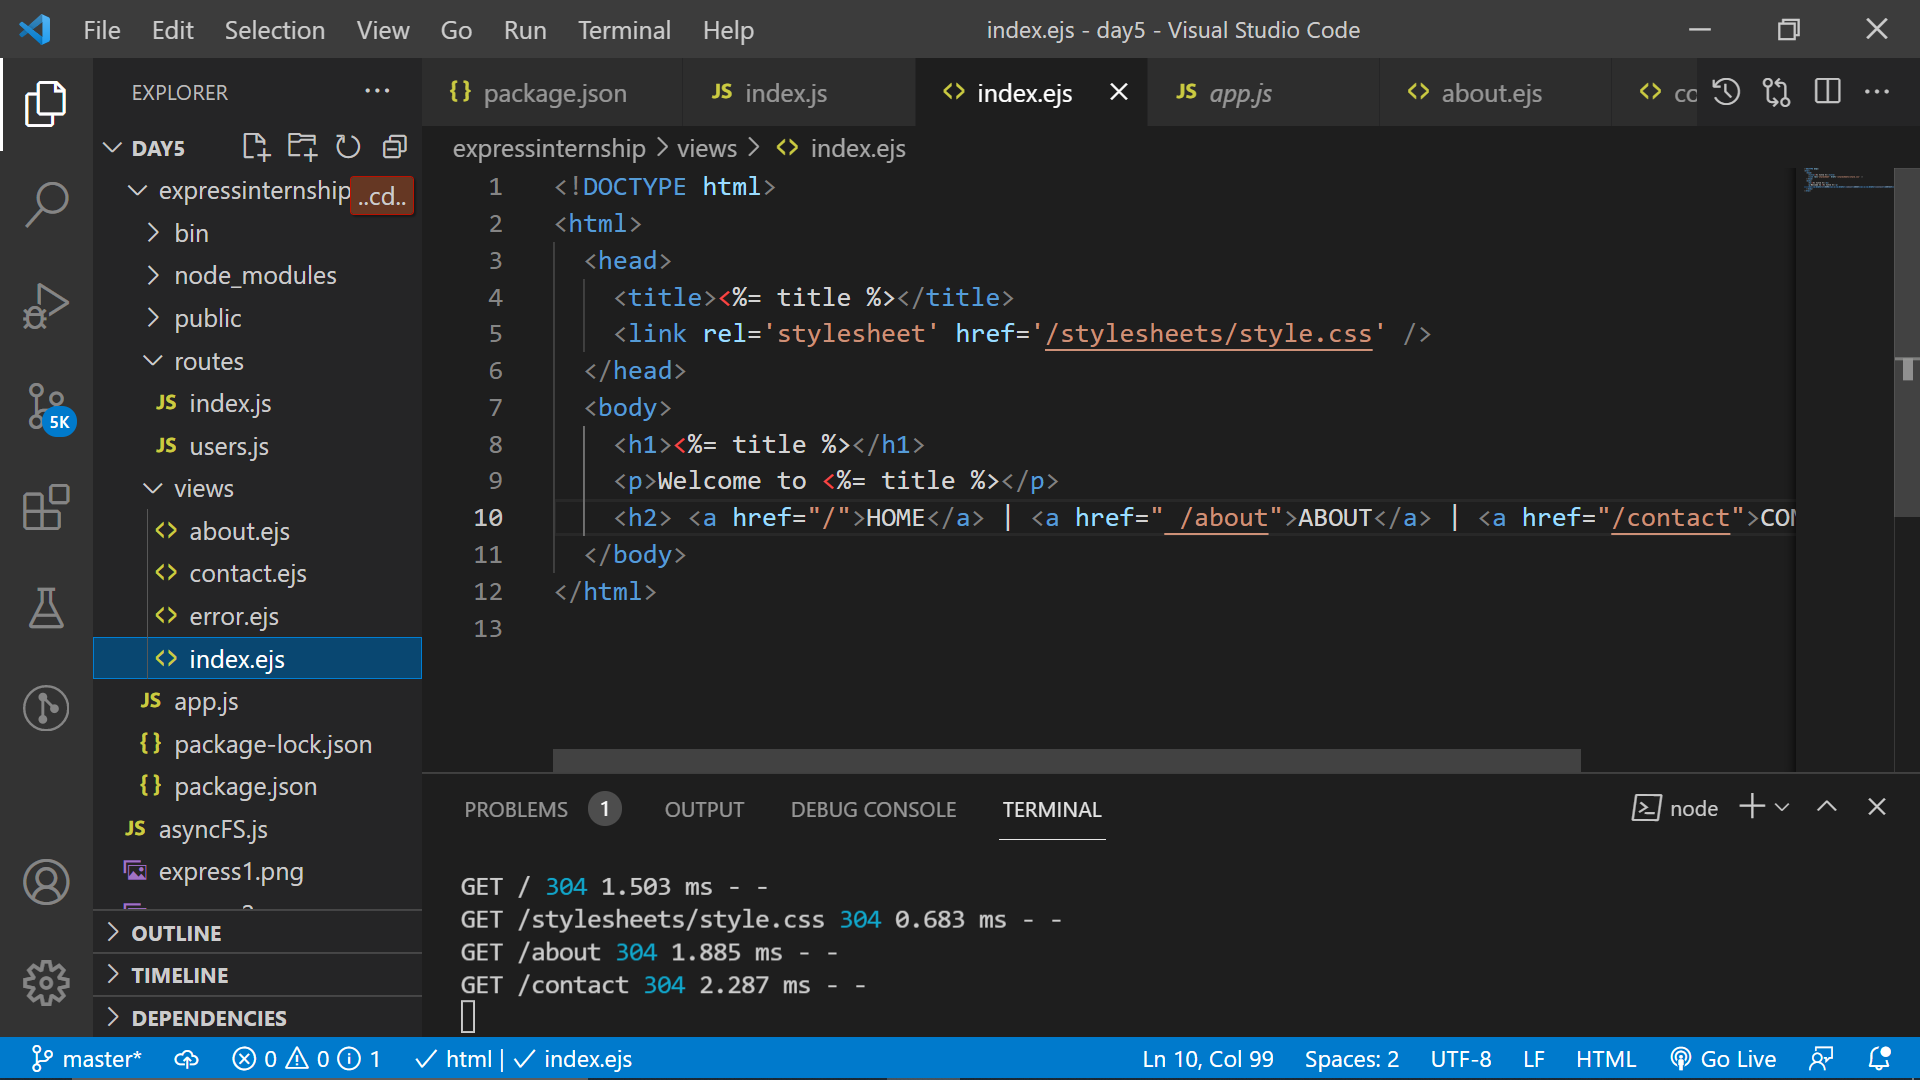 File Edit Selection View Go Run Terminal Help index.ejs - day5 - Visual Studio Code
EXPLORER
{} package.json JS index.js <> index.ejs JS app.js <> about.ejs <> co
DAY5
expressinternship > views > <> index.ejs
expressinternship ..cd..
bin
node_modules
public
routes
JS index.js
JS users.js
views
<> about.ejs
<> contact.ejs
<> error.ejs
<> index.ejs
JS app.js
{} package-lock.json
{} package.json
JS asyncFS.js
express1.png
OUTLINE
TIMELINE
DEPENDENCIES
5K
1 <!DOCTYPE html>
2 <html>
3 <head>
4 <title><%= title %></title>
5 <link rel='stylesheet' href='/stylesheets/style.css' />
6 </head>
7 <body>
8 <h1><%= title %></h1>
9 <p>Welcome to <%= title %></p>
10 <h2> <a href="/">HOME</a> | <a href=" /about">ABOUT</a> | <a href="/contact">CON
11 </body>
12 </html>
13
PROBLEMS 1 OUTPUT DEBUG CONSOLE TERMINAL node
GET / 304 1.503 ms - -
GET /stylesheets/style.css 304 0.683 ms - -
GET /about 304 1.885 ms - -
GET /contact 304 2.287 ms - -
master* 0 0 1 html | index.ejs Ln 10, Col 99 Spaces: 2 UTF-8 LF HTML Go Live